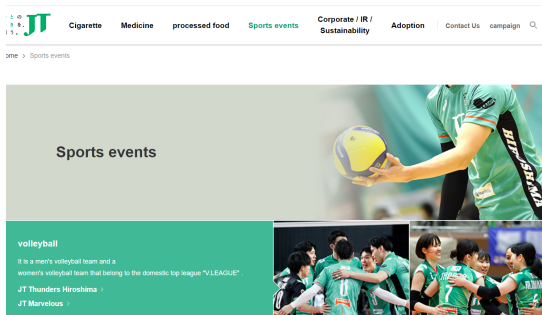 の
JT
Cigarette
Medicine
processed food
Sports events
Corporate / IR /
Sustainability
Adoption
Contact Us
campaign
ome > Sports events
Sports events
HIROSHIMA
volleyball
It is a men's volleyball team and a
women's volleyball team that belong to the domestic top league "V.LEAGUE" .
JT Thunders Hiroshima >
JT Marvelous >